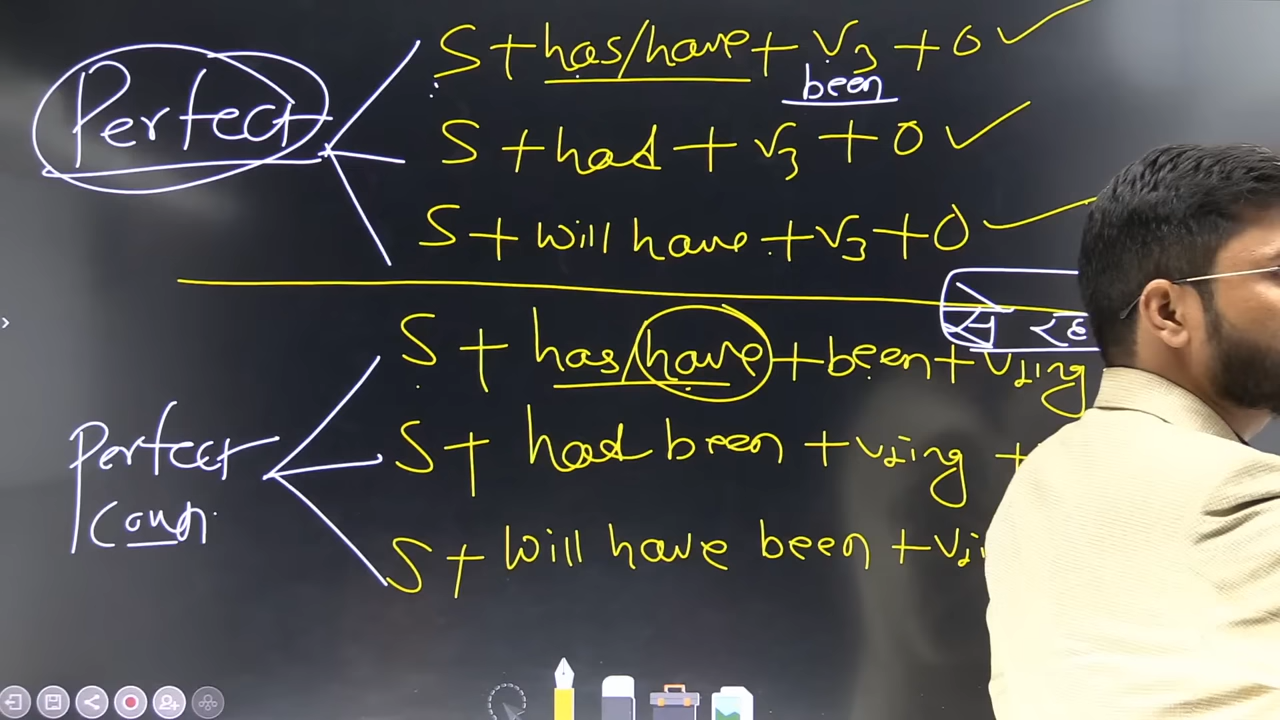 Perfect
S + has/have + V3 + O ✓
been
S + had + V3 + O ✓
S + will have + V3 + O
से
S + has/have + been + V1ing
Perfect
Conti.
S + had been + V1ing +
S + will have been +